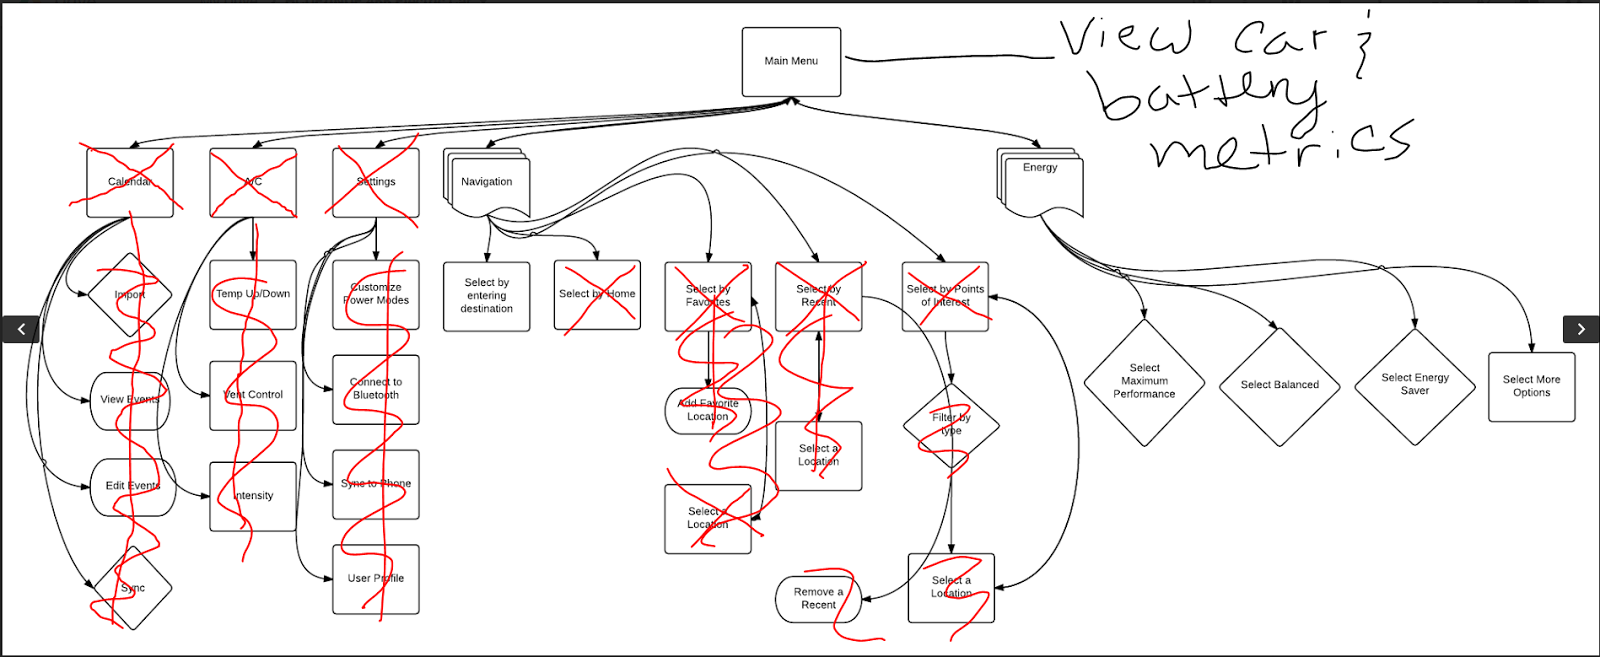 View car &
battery
metrics
Main Menu
Calendar
A/C
Settings
Navigation
Energy
Import
Temp Up/Down
Customize
Power Modes
Select by
entering
destination
Select by Home
Select by
Favorites
Select by
Recent
Select by Points
of Interest
View Events
Vent Control
Connect to
Bluetooth
Add Favorite
Location
Select a
Location
Filter by
type
Select
Maximum
Performance
Select Balanced
Select Energy
Saver
Select More
Options
Edit Events
Intensity
Sync to Phone
Select a
Location
Sync
User Profile
Remove a
Recent
Select a
Location